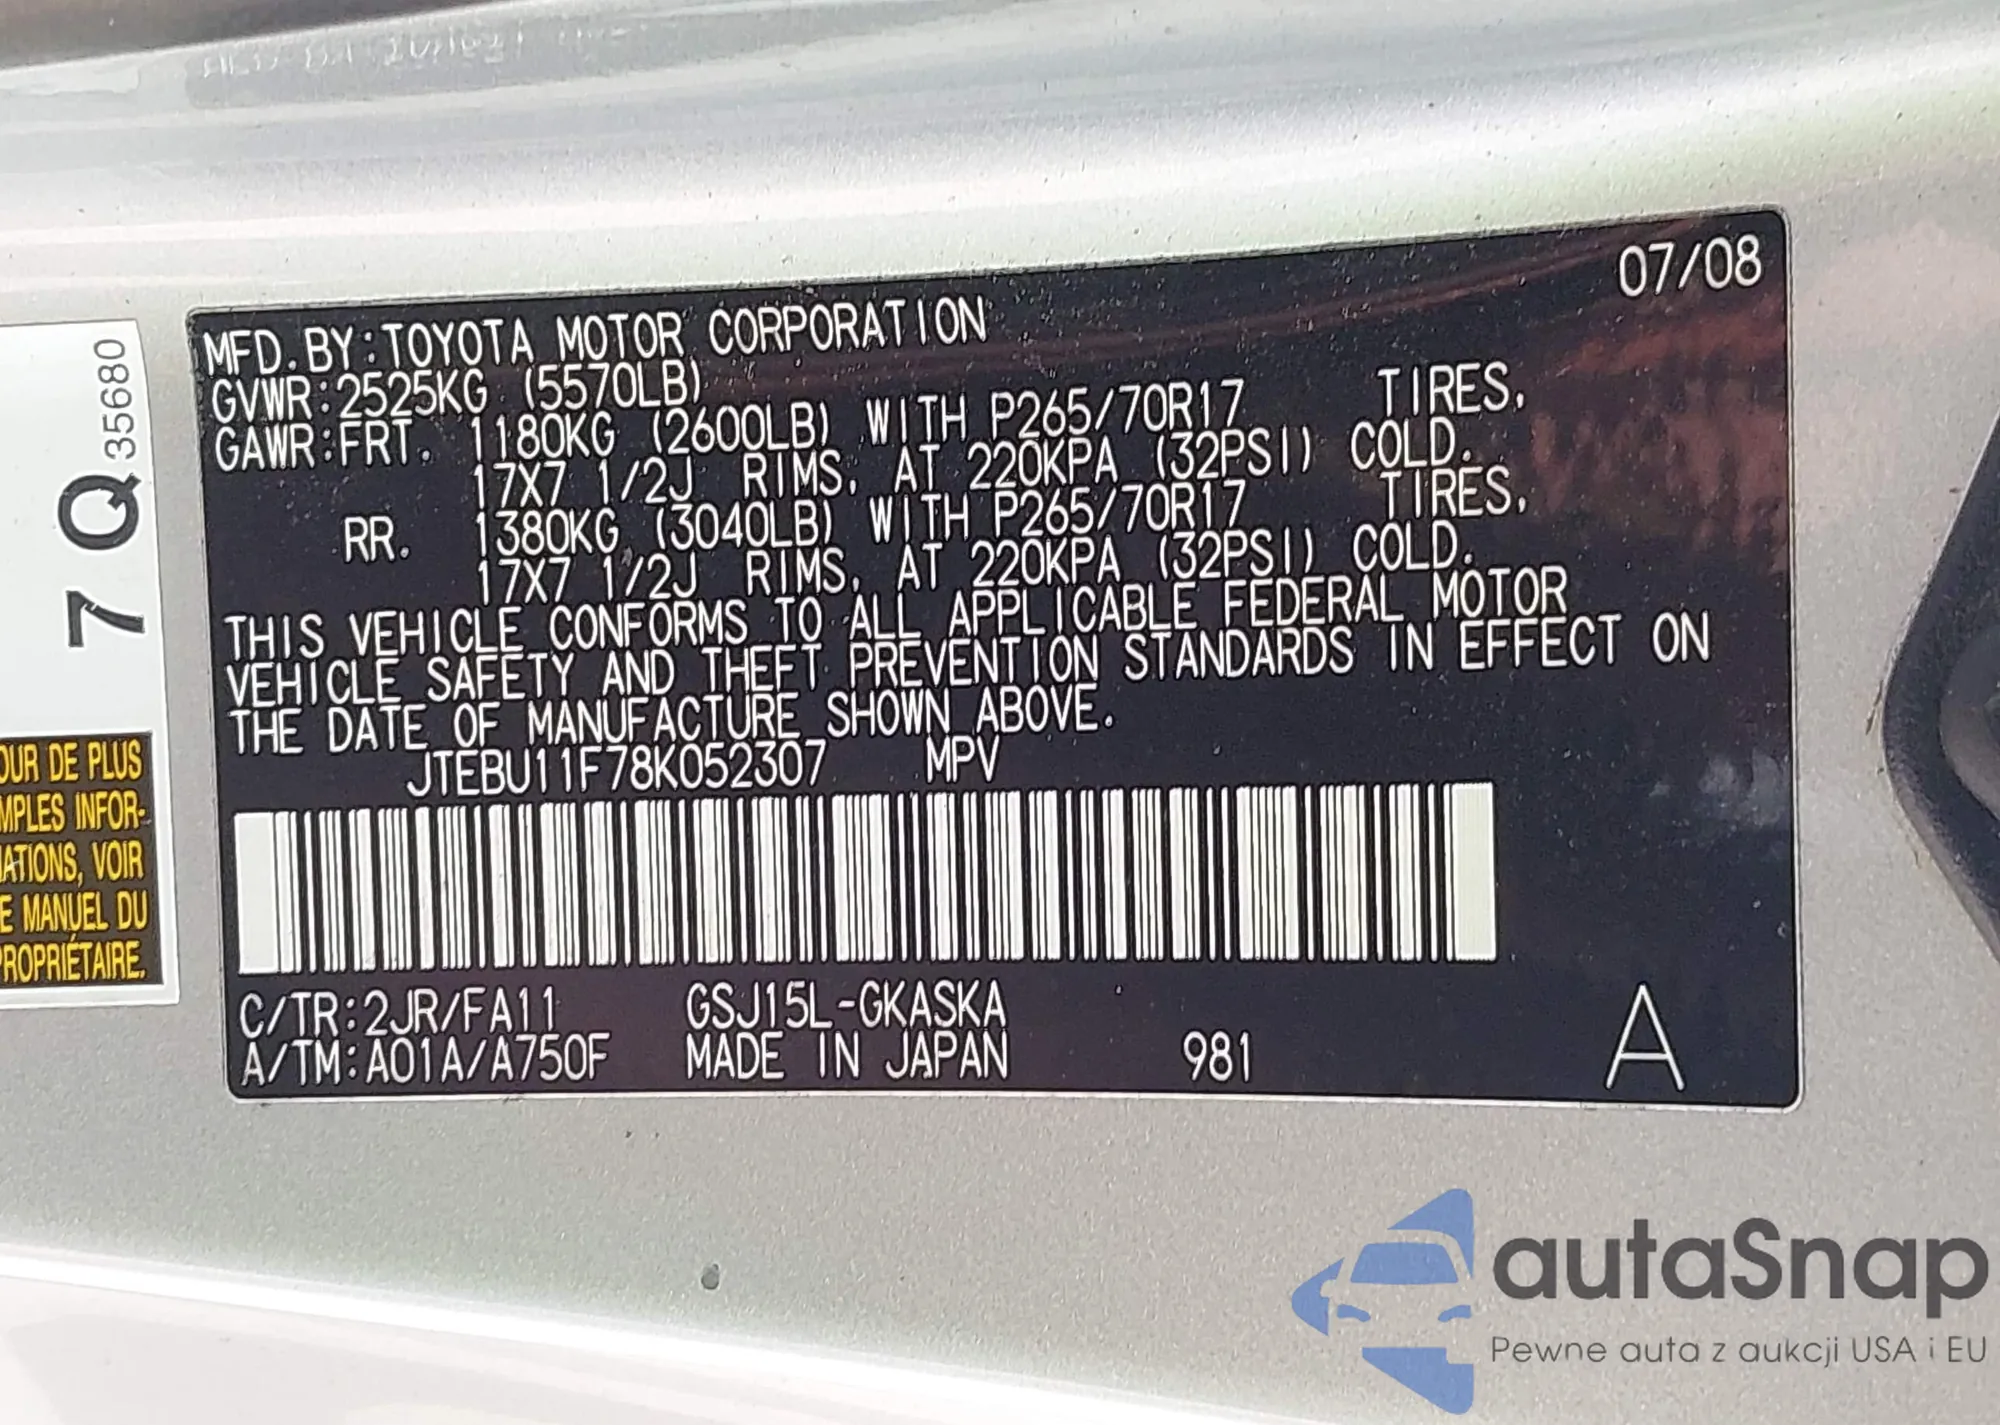 07/08
MFD.BY:TOYOTA MOTOR CORPORATION
GVWR:2525KG (5570LB)
GAWR:FRT. 1180KG (2600LB) WITH P265/70R17 TIRES,
17X7 1/2J RIMS, AT 220KPA (32PSI) COLD.
RR. 1380KG (3040LB) WITH P265/70R17 TIRES,
17X7 1/2J RIMS, AT 220KPA (32PSI) COLD.
THIS VEHICLE CONFORMS TO ALL APPLICABLE FEDERAL MOTOR
VEHICLE SAFETY AND THEFT PREVENTION STANDARDS IN EFFECT ON
THE DATE OF MANUFACTURE SHOWN ABOVE.
JTEBU11F78K052307 MPV
C/TR:2JR/FA11 GSJ15L-GKASKA
A/TM:A01A/A750F MADE IN JAPAN 981 A
7 Q 35680
OUR DE PLUS
MPLES INFOR-
ATIONS, VOIR
E MANUEL DU
PROPRIÉTAIRE.
autaSnap
Pewne auta z aukcji USA i EU